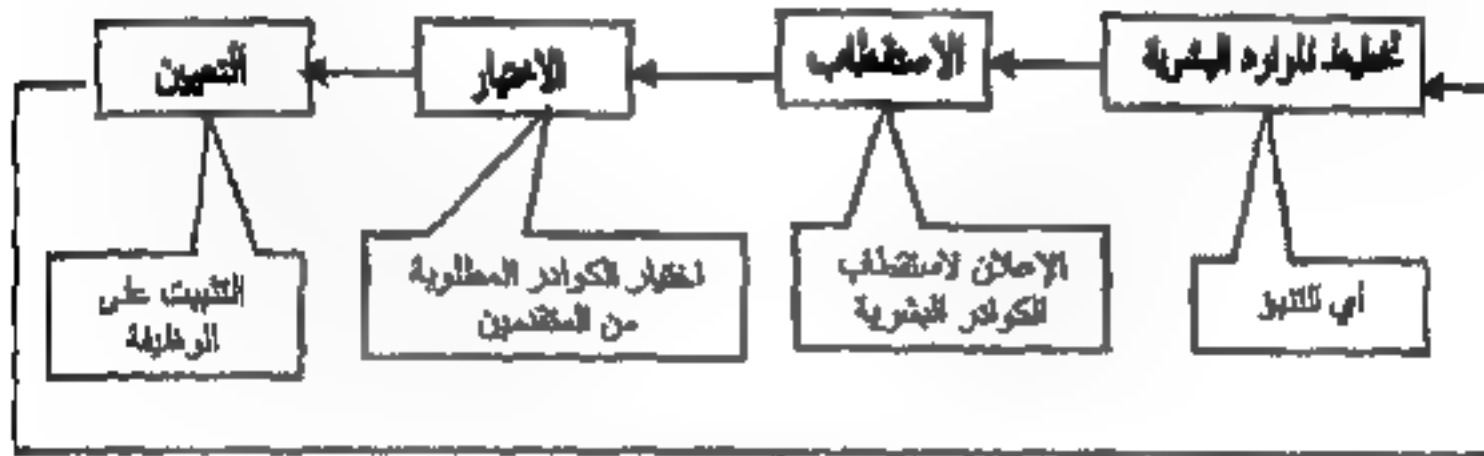 تخطيط الموارد البشرية
الاستقطاب
الاختيار
التعيين
أي التنبؤ
الإعلان لاستقطاب
الكوادر البشرية
اختيار الكوادر المطلوبة
من المتقدمين
التثبيت على
الوظيفة